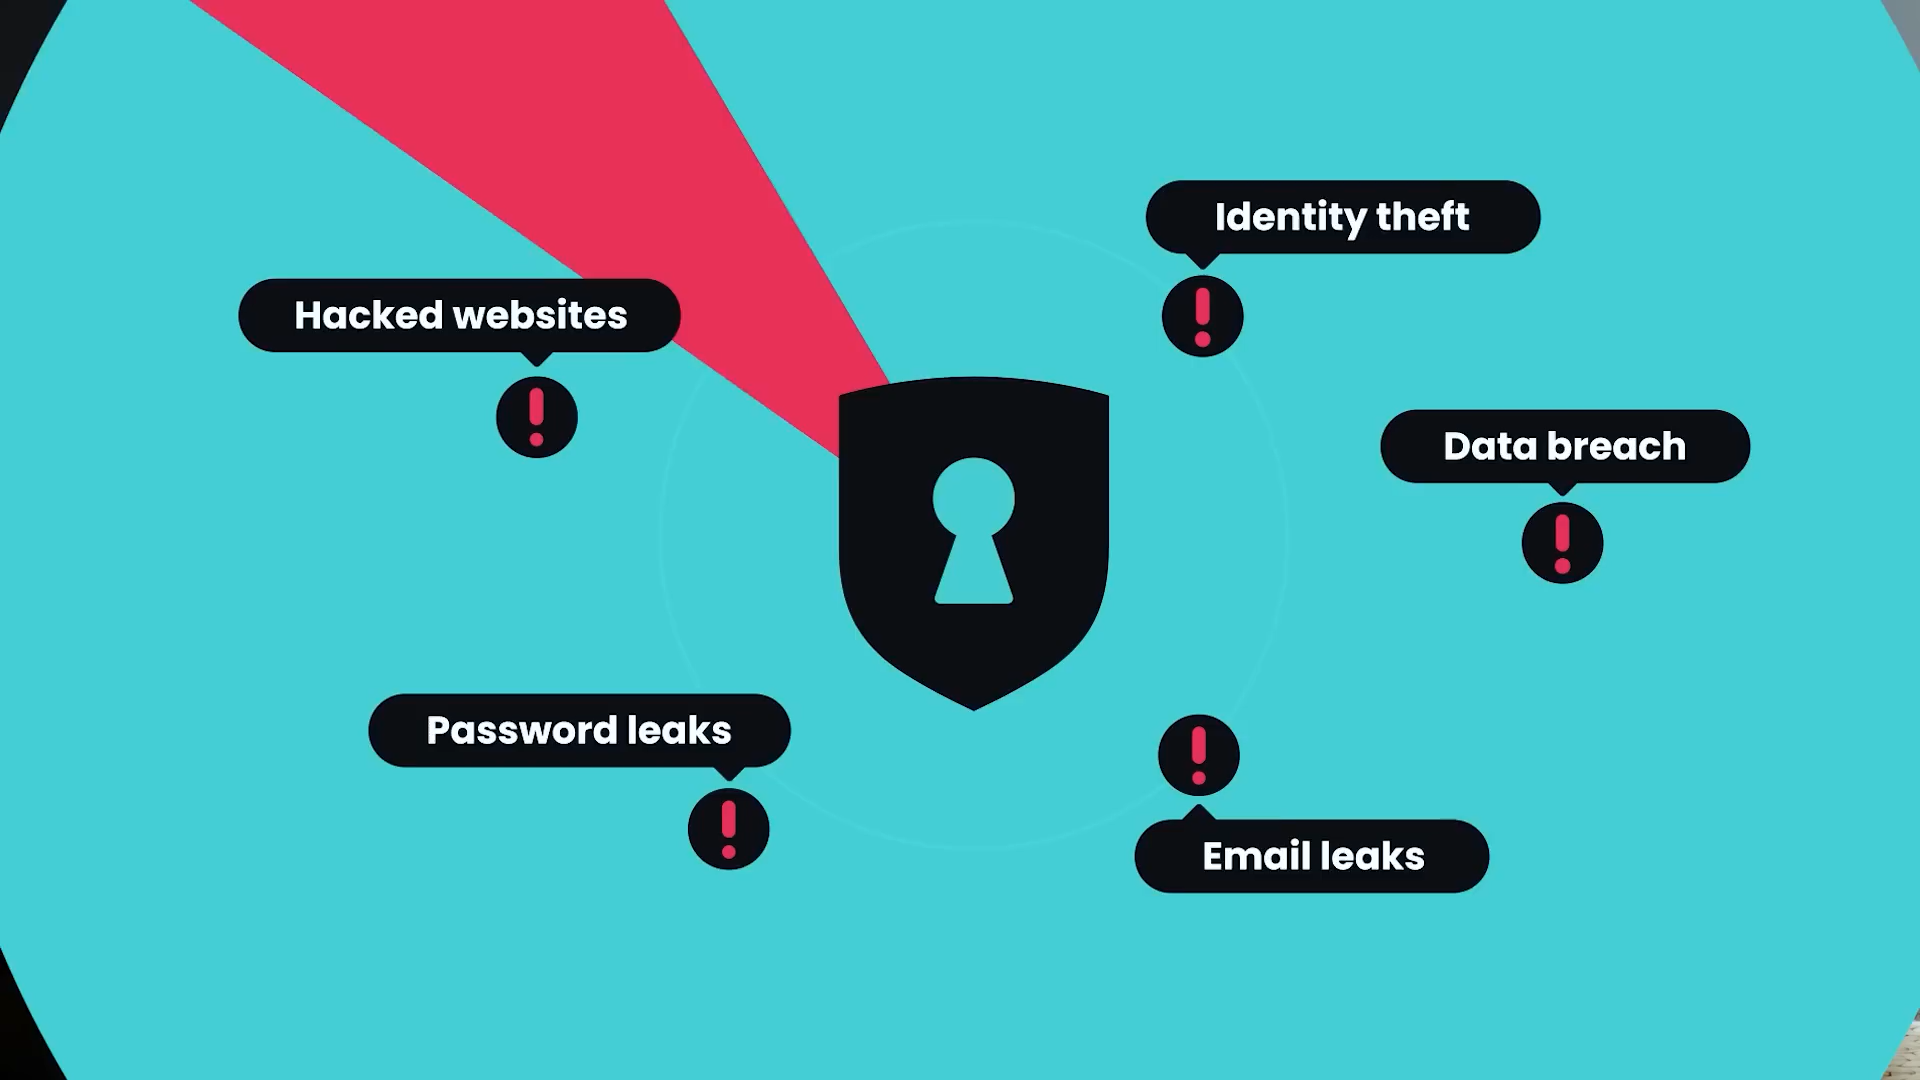 Identity theft
Hacked websites
Data breach
Password leaks
Email leaks